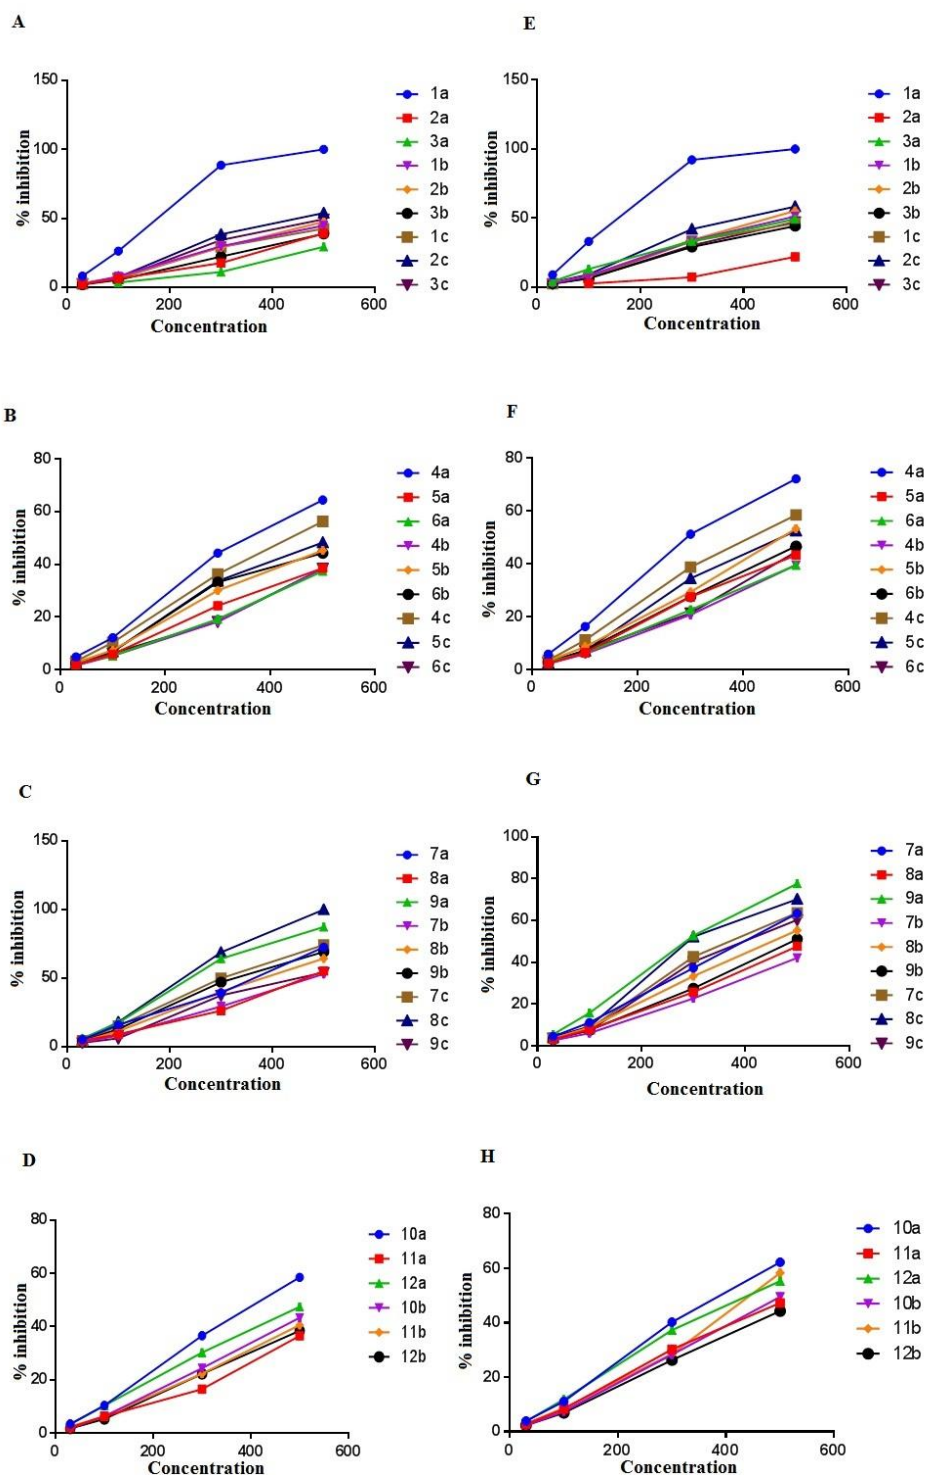 A
150
100
50
0
0
200
400
600
% inhibition
Concentration
1a
2a
3a
1b
2b
3b
1c
2c
3c
E
150
100
50
0
0
200
400
600
% inhibition
Concentration
1a
2a
3a
1b
2b
3b
1c
2c
3c
B
80
60
40
20
0
0
200
400
600
% inhibition
Concentration
4a
5a
6a
4b
5b
6b
4c
5c
6c
F
80
60
40
20
0
0
200
400
600
% inhibition
Concentration
4a
5a
6a
4b
5b
6b
4c
5c
6c
C
150
100
50
0
0
200
400
600
% inhibition
Concentration
7a
8a
9a
7b
8b
9b
7c
8c
9c
G
100
80
60
40
20
0
0
200
400
600
% inhibition
Concentration
7a
8a
9a
7b
8b
9b
7c
8c
9c
D
80
60
40
20
0
0
200
400
600
% inhibition
Concentration
10a
11a
12a
10b
11b
12b
H
80
60
40
20
0
0
200
400
600
% inhibition
Concentration
10a
11a
12a
10b
11b
12b